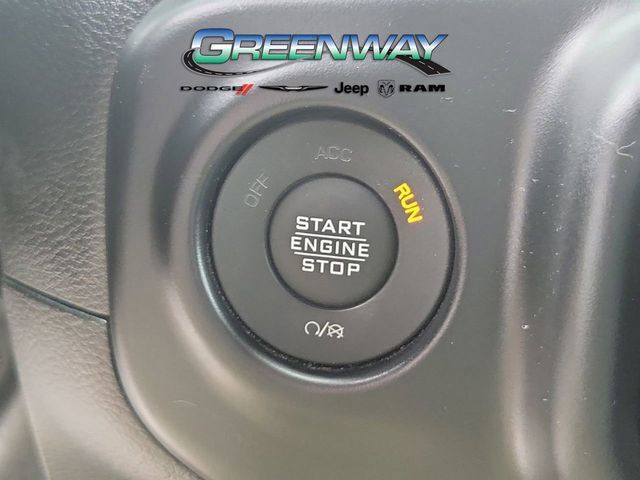 GREENWAY
DODGE Jeep RAM
ACC
OFF
RUN
START
ENGINE
STOP